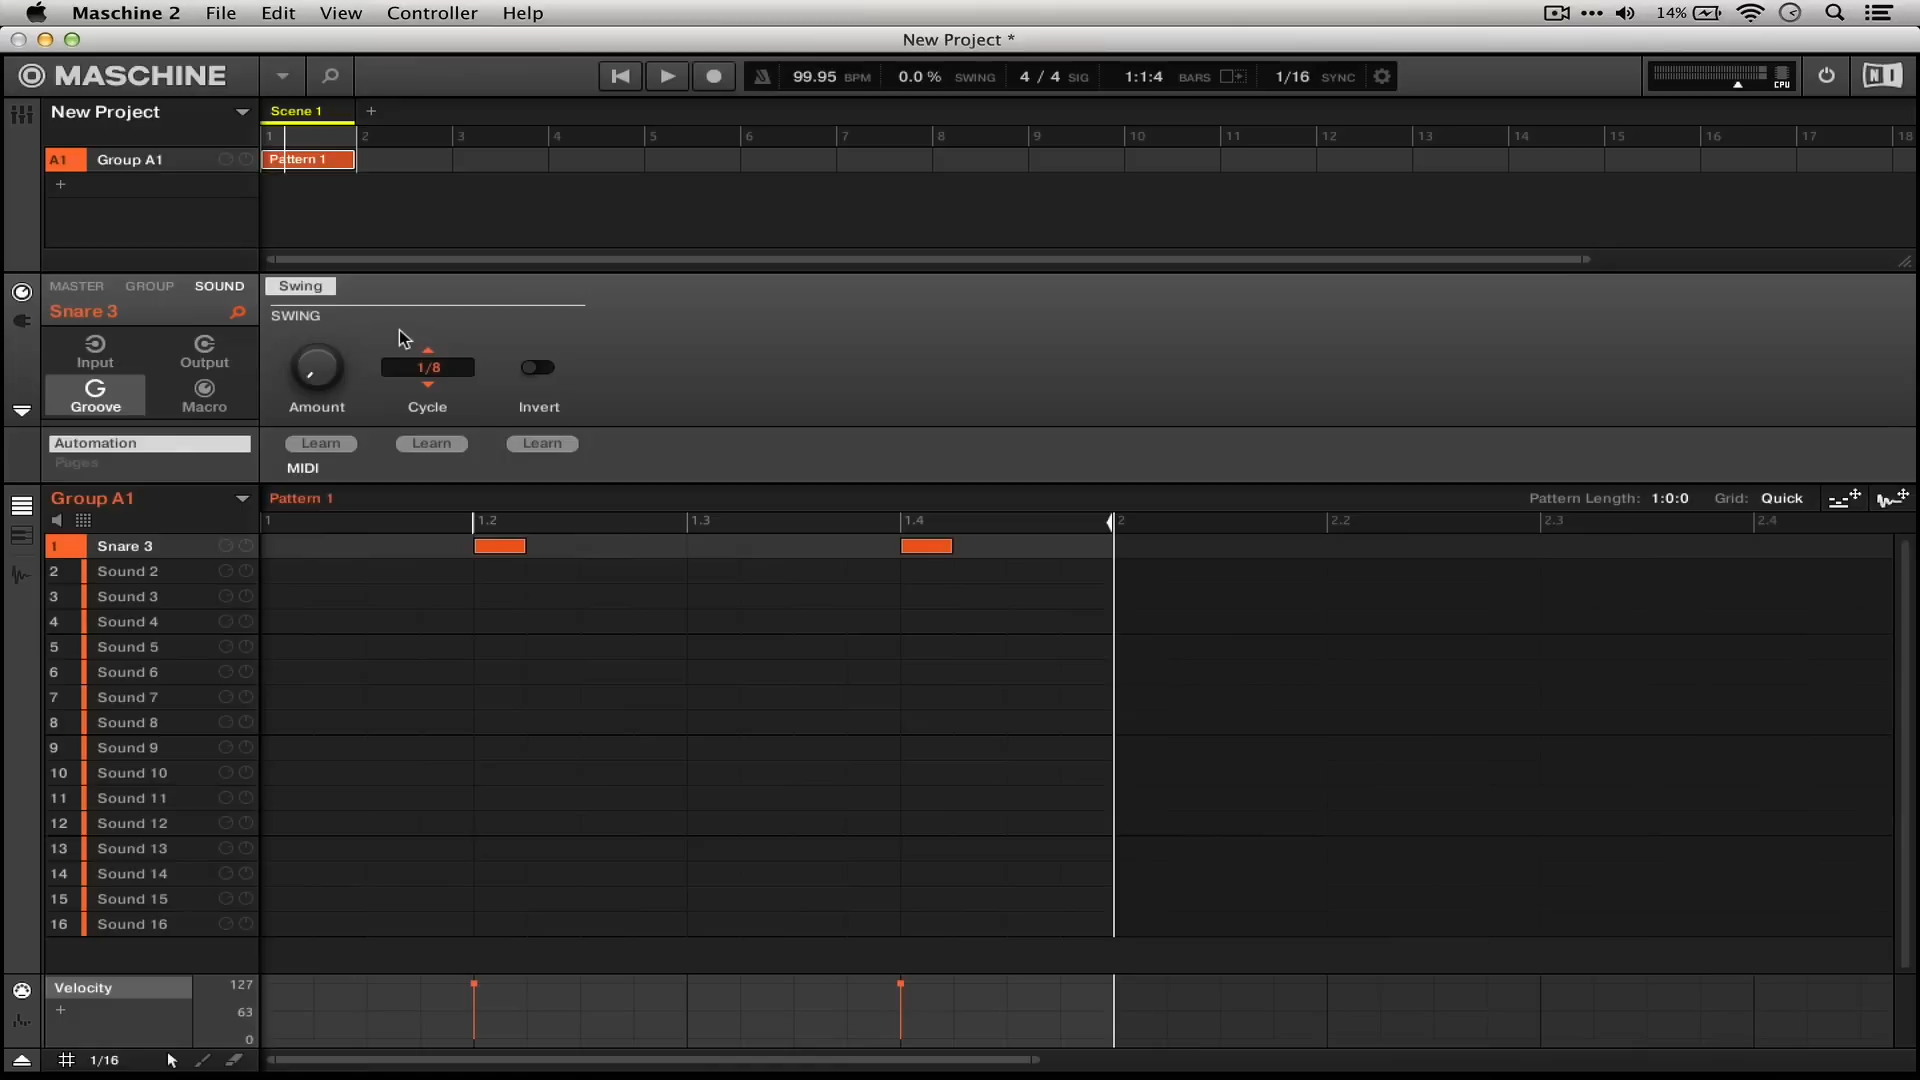 Maschine 2 File Edit View Controller Help 14%
New Project *
MASCHINE 99.95 BPM 0.0 % SWING 4 / 4 SIG 1:1:4 BARS 1/16 SYNC CPU
New Project Scene 1 +
1 2 3 4 5 6 7 8 9 10 11 12 13 14 15 16 17 18
A1 Group A1 Pattern 1
+
MASTER GROUP SOUND Swing
Snare 3 SWING
Input Output
1/8
Groove Macro Amount Cycle Invert
Automation Learn Learn Learn
Pages MIDI
Group A1 Pattern 1 Pattern Length: 1:0:0 Grid: Quick
1 1.2 1.3 1.4 2 2.2 2.3 2.4
1 Snare 3
2 Sound 2
3 Sound 3
4 Sound 4
5 Sound 5
6 Sound 6
7 Sound 7
8 Sound 8
9 Sound 9
10 Sound 10
11 Sound 11
12 Sound 12
13 Sound 13
14 Sound 14
15 Sound 15
16 Sound 16
Velocity 127
+ 63
0
1/16